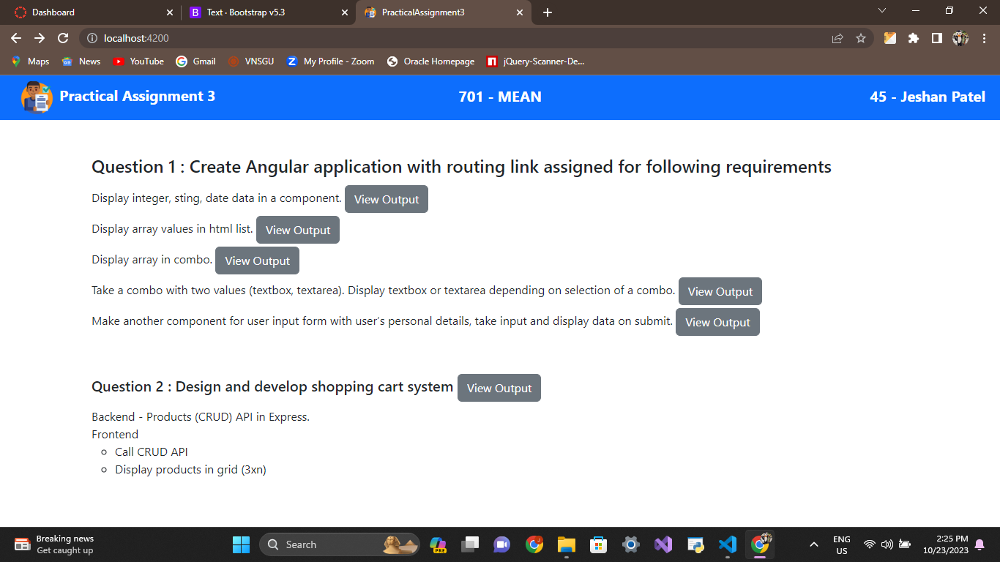 Dashboard
Text · Bootstrap v5.3
PracticalAssignment3
localhost:4200
Maps
News
YouTube
Gmail
VNSGU
Z
My Profile - Zoom
Oracle Homepage
jQuery-Scanner-De...
Practical Assignment 3
701 - MEAN
45 - Jeshan Patel
Question 1 : Create Angular application with routing link assigned for following requirements
Display integer, sting, date data in a component. View Output
Display array values in html list. View Output
Display array in combo. View Output
Take a combo with two values (textbox, textarea). Display textbox or textarea depending on selection of a combo. View Output
Make another component for user input form with user’s personal details, take input and display data on submit. View Output
Question 2 : Design and develop shopping cart system View Output
Backend - Products (CRUD) API in Express.
Frontend
Call CRUD API
Display products in grid (3xn)
Breaking news
Get caught up
Search
PRE
ENG
US
2:25 PM
10/23/2023